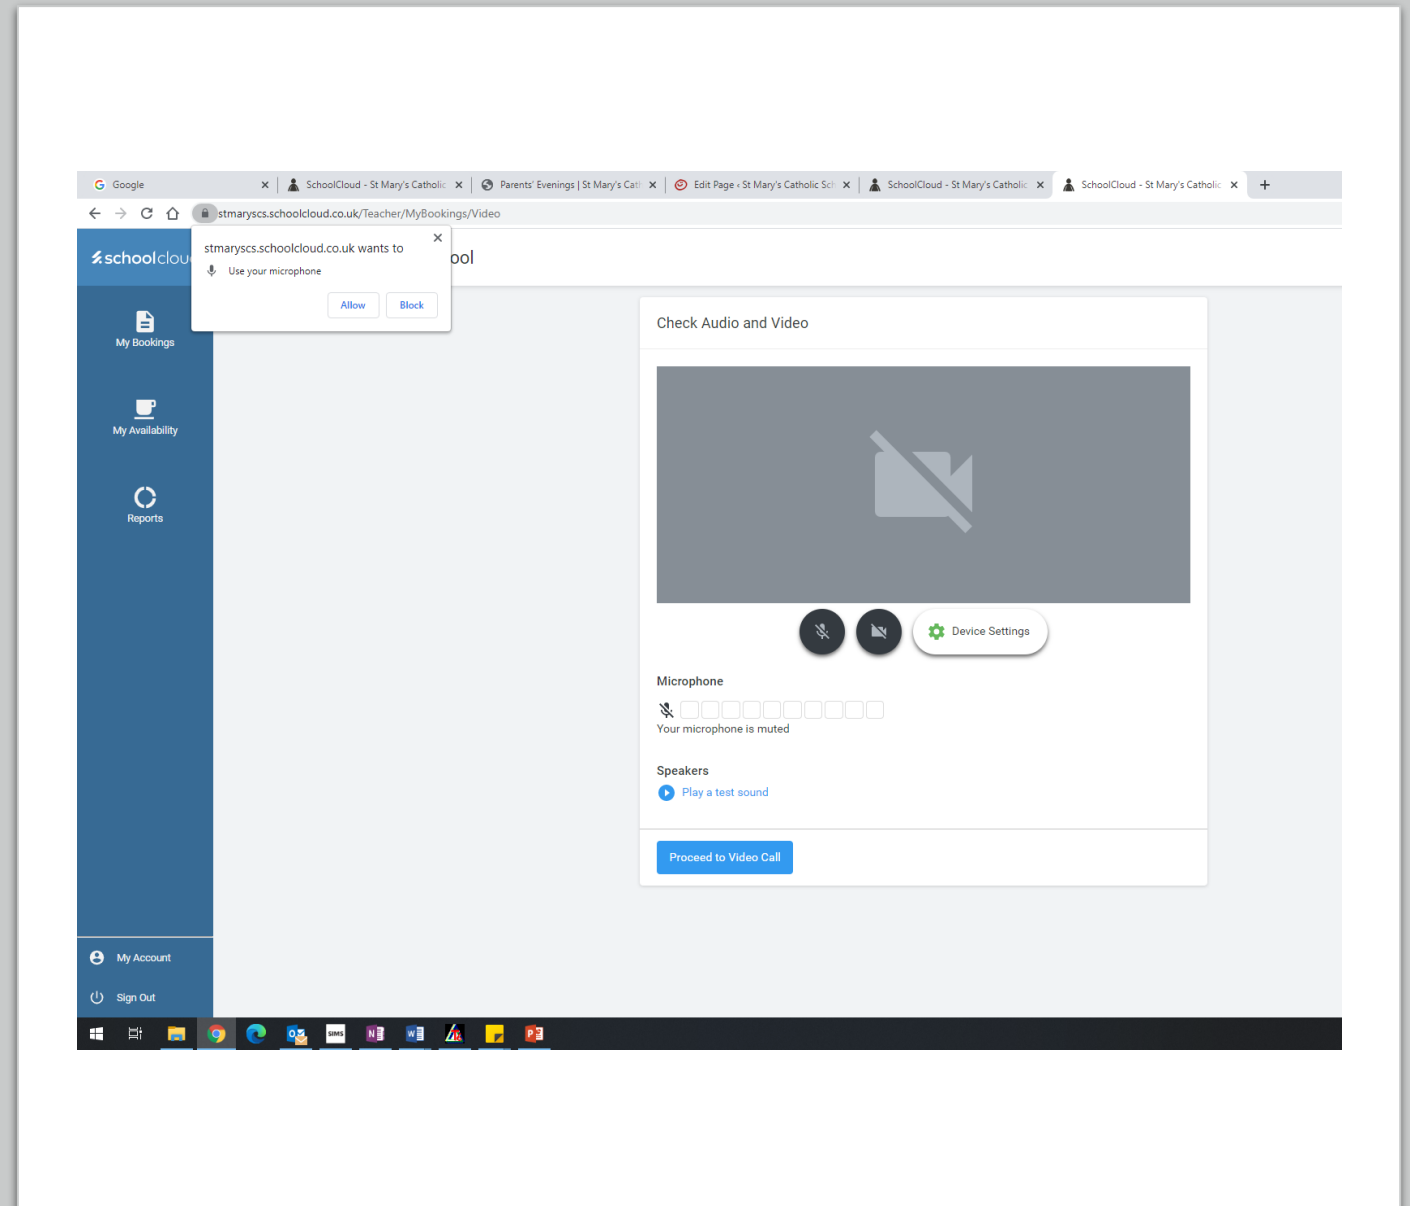 Google
SchoolCloud - St Mary's Catholic
Parents' Evenings | St Mary's Cat
Edit Page ‹ St Mary's Catholic Sch
SchoolCloud - St Mary's Catholic
SchoolCloud - St Mary's Catholic
stmaryscs.schoolcloud.co.uk/Teacher/MyBookings/Video
schoolclou
ool
stmaryscs.schoolcloud.co.uk wants to
Use your microphone
Allow Block
My Bookings
My Availability
Reports
Check Audio and Video
Device Settings
Microphone
Your microphone is muted
Speakers
Play a test sound
Proceed to Video Call
My Account
Sign Out
SIMS